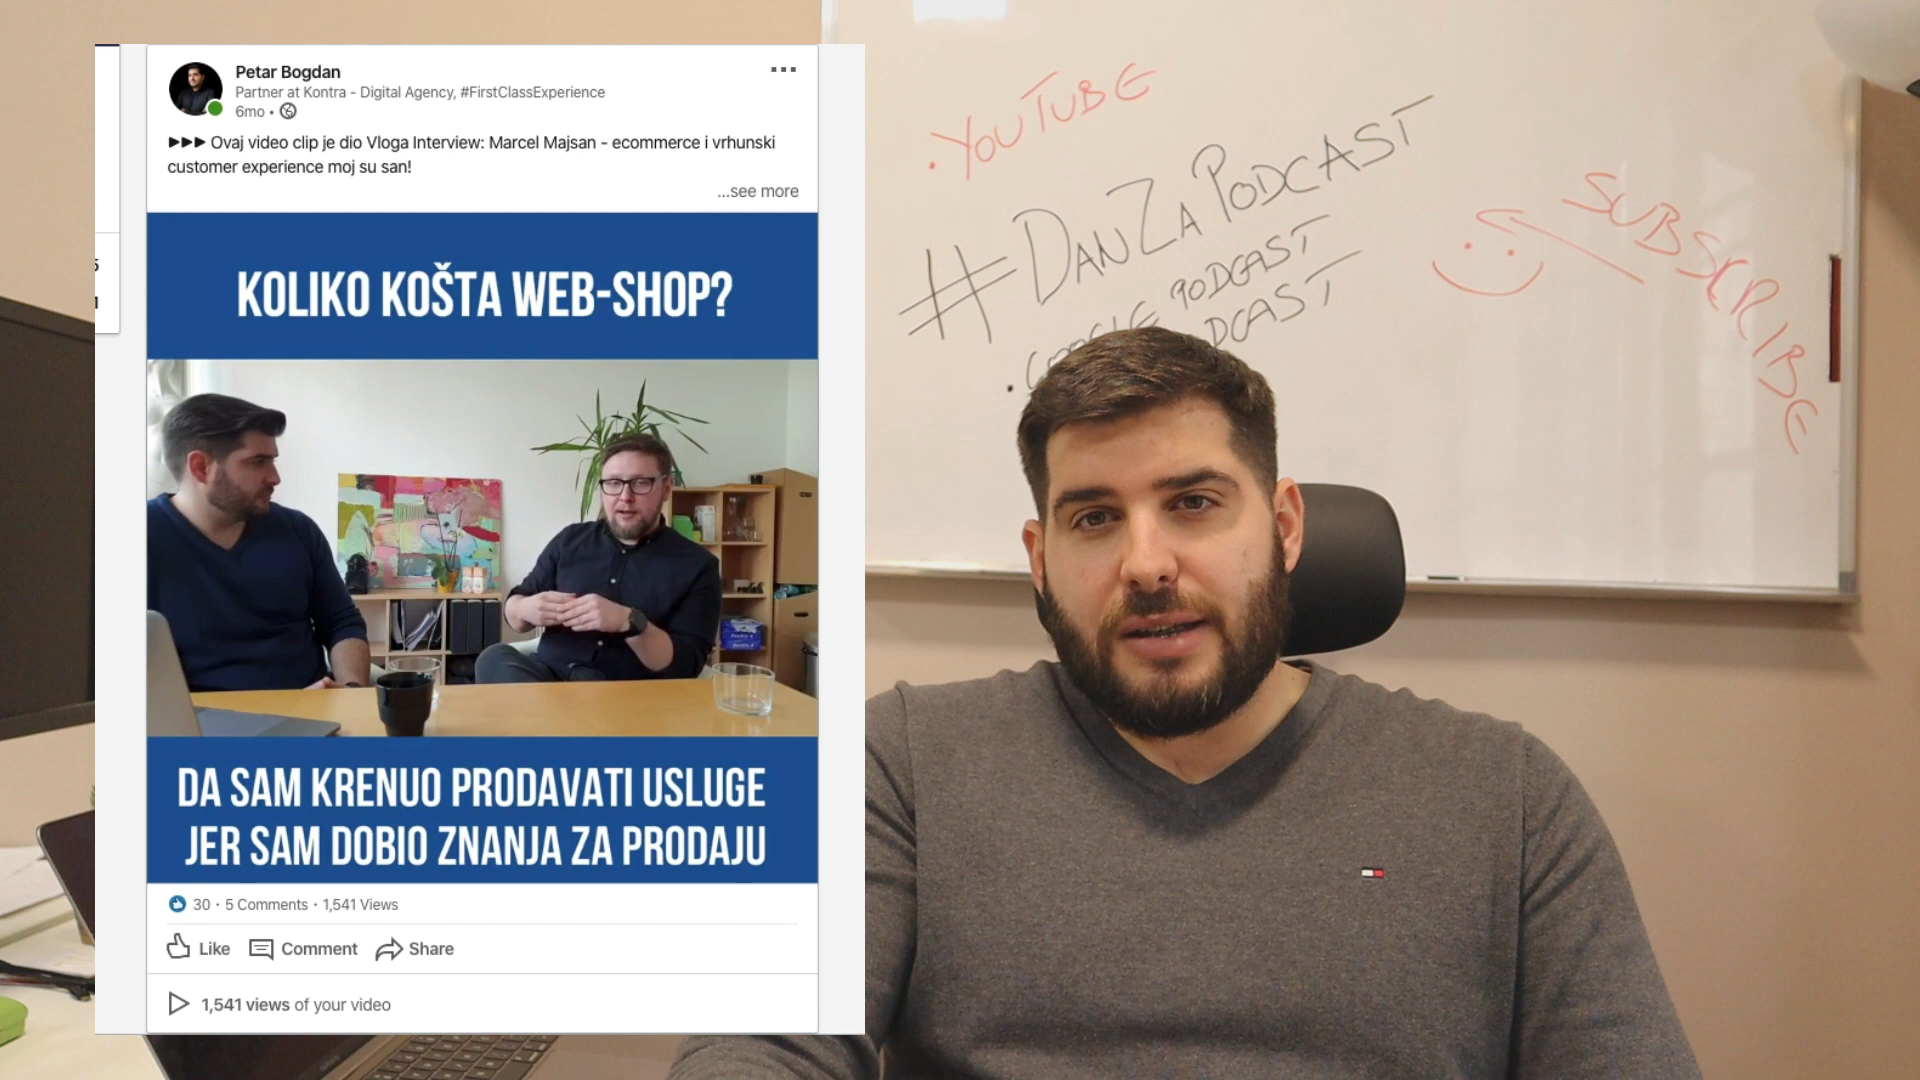 Petar Bogdan
Partner at Kontra - Digital Agency, #FirstClassExperience
6mo •
►►► Ovaj video clip je dio Vloga Interview: Marcel Majsan - ecommerce i vrhunski
customer experience moj su san!
...see more
KOLIKO KOŠTA WEB-SHOP?
DA SAM KRENUO PRODAVATI USLUGE
JER SAM DOBIO ZNANJA ZA PRODAJU
30 · 5 Comments · 1,541 Views
Like Comment Share
1,541 views of your video
• YOUTUBE
#DANZAPODCAST
PODCAST
SUBSCRIBE